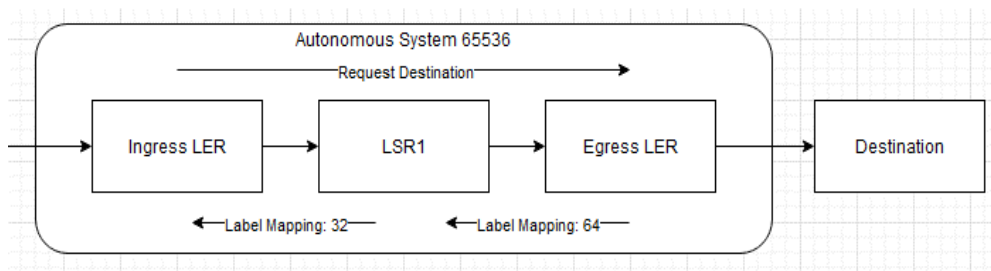 Autonomous System 65536
Request Destination
Ingress LER
LSR1
Egress LER
Destination
Label Mapping: 32
Label Mapping: 64